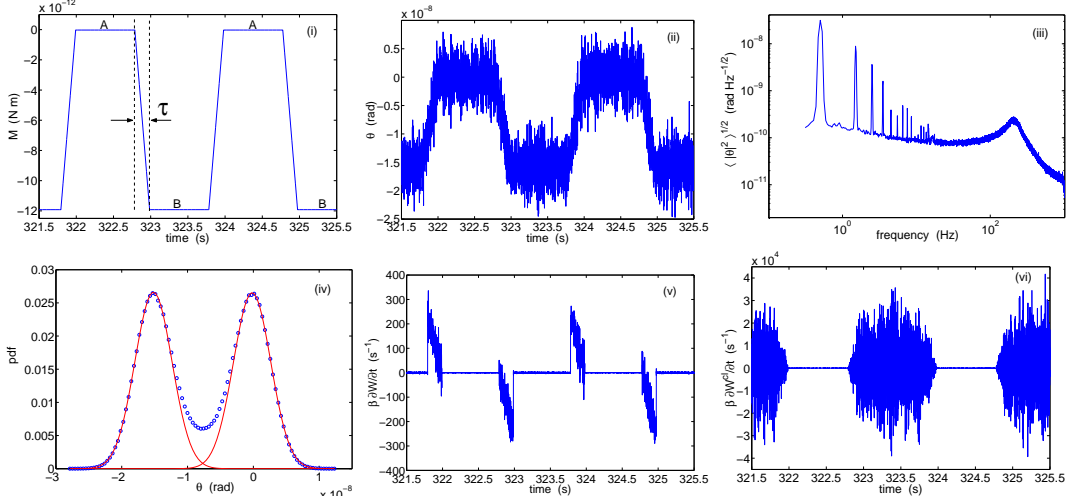 x 10⁻¹²
0
−2
−4
−6
−8
−10
−12
M (N m)
A
A
B
B
τ
(i)
321.5 322 322.5 323 323.5 324 324.5 325 325.5
time (s)
x 10⁻⁸
1
0.5
0
−0.5
−1
−1.5
−2
−2.5
θ (rad)
(ii)
321.5 322 322.5 323 323.5 324 324.5 325 325.5
time (s)
10⁻⁸
10⁻⁹
10⁻¹⁰
10⁻¹¹
⟨ |θ|² ⟩^1/2 (rad Hz^-1/2)
(iii)
10⁰ 10²
frequency (Hz)
0.03
0.025
0.02
0.015
0.01
0.005
0
pdf
(iv)
−3 −2 −1 0 1
x 10⁻⁸
θ (rad)
400
300
200
100
0
−100
−200
−300
−400
β ∂W/∂t (s⁻¹)
(v)
321.5 322 322.5 323 323.5 324 324.5 325 325.5
time (s)
x 10⁴
5
4
3
2
1
0
−1
−2
−3
−4
−5
β ∂W^cl/∂t (s⁻¹)
(vi)
321.5 322 322.5 323 323.5 324 324.5 325 325.5
time (s)